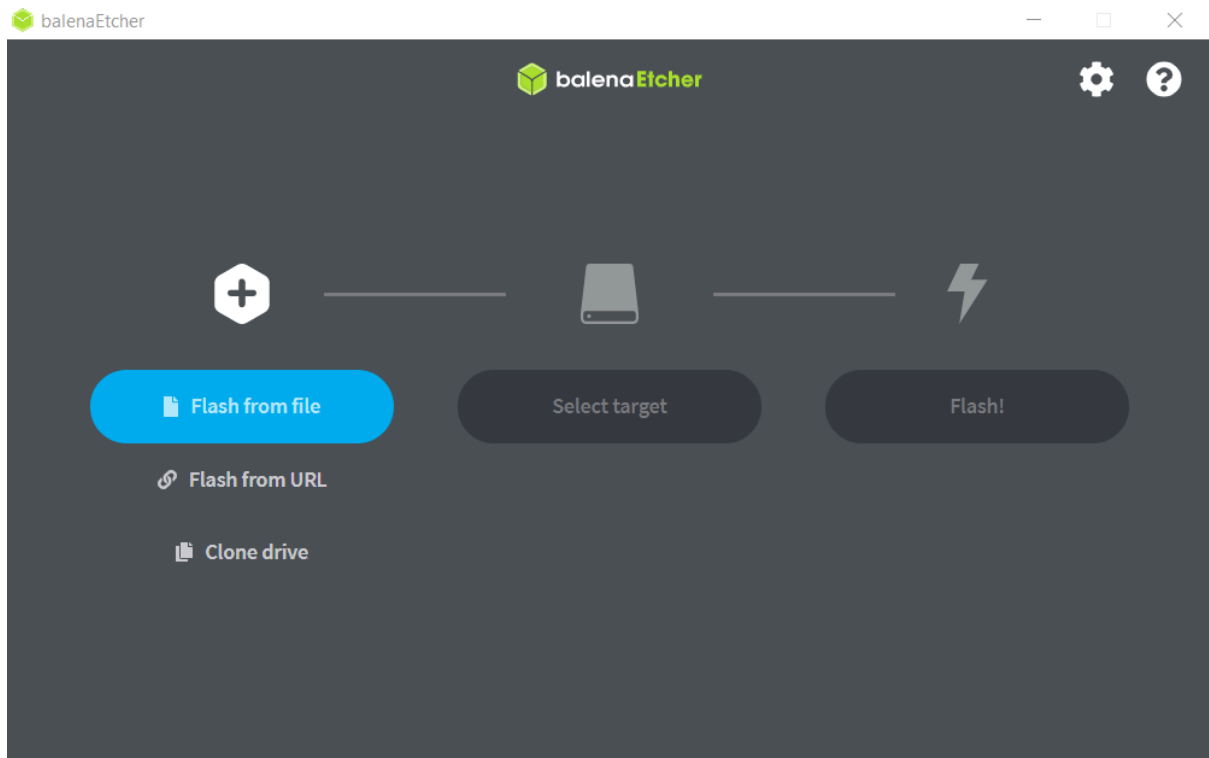 balenaEtcher
balenaEtcher
Flash from file
Select target
Flash!
Flash from URL
Clone drive